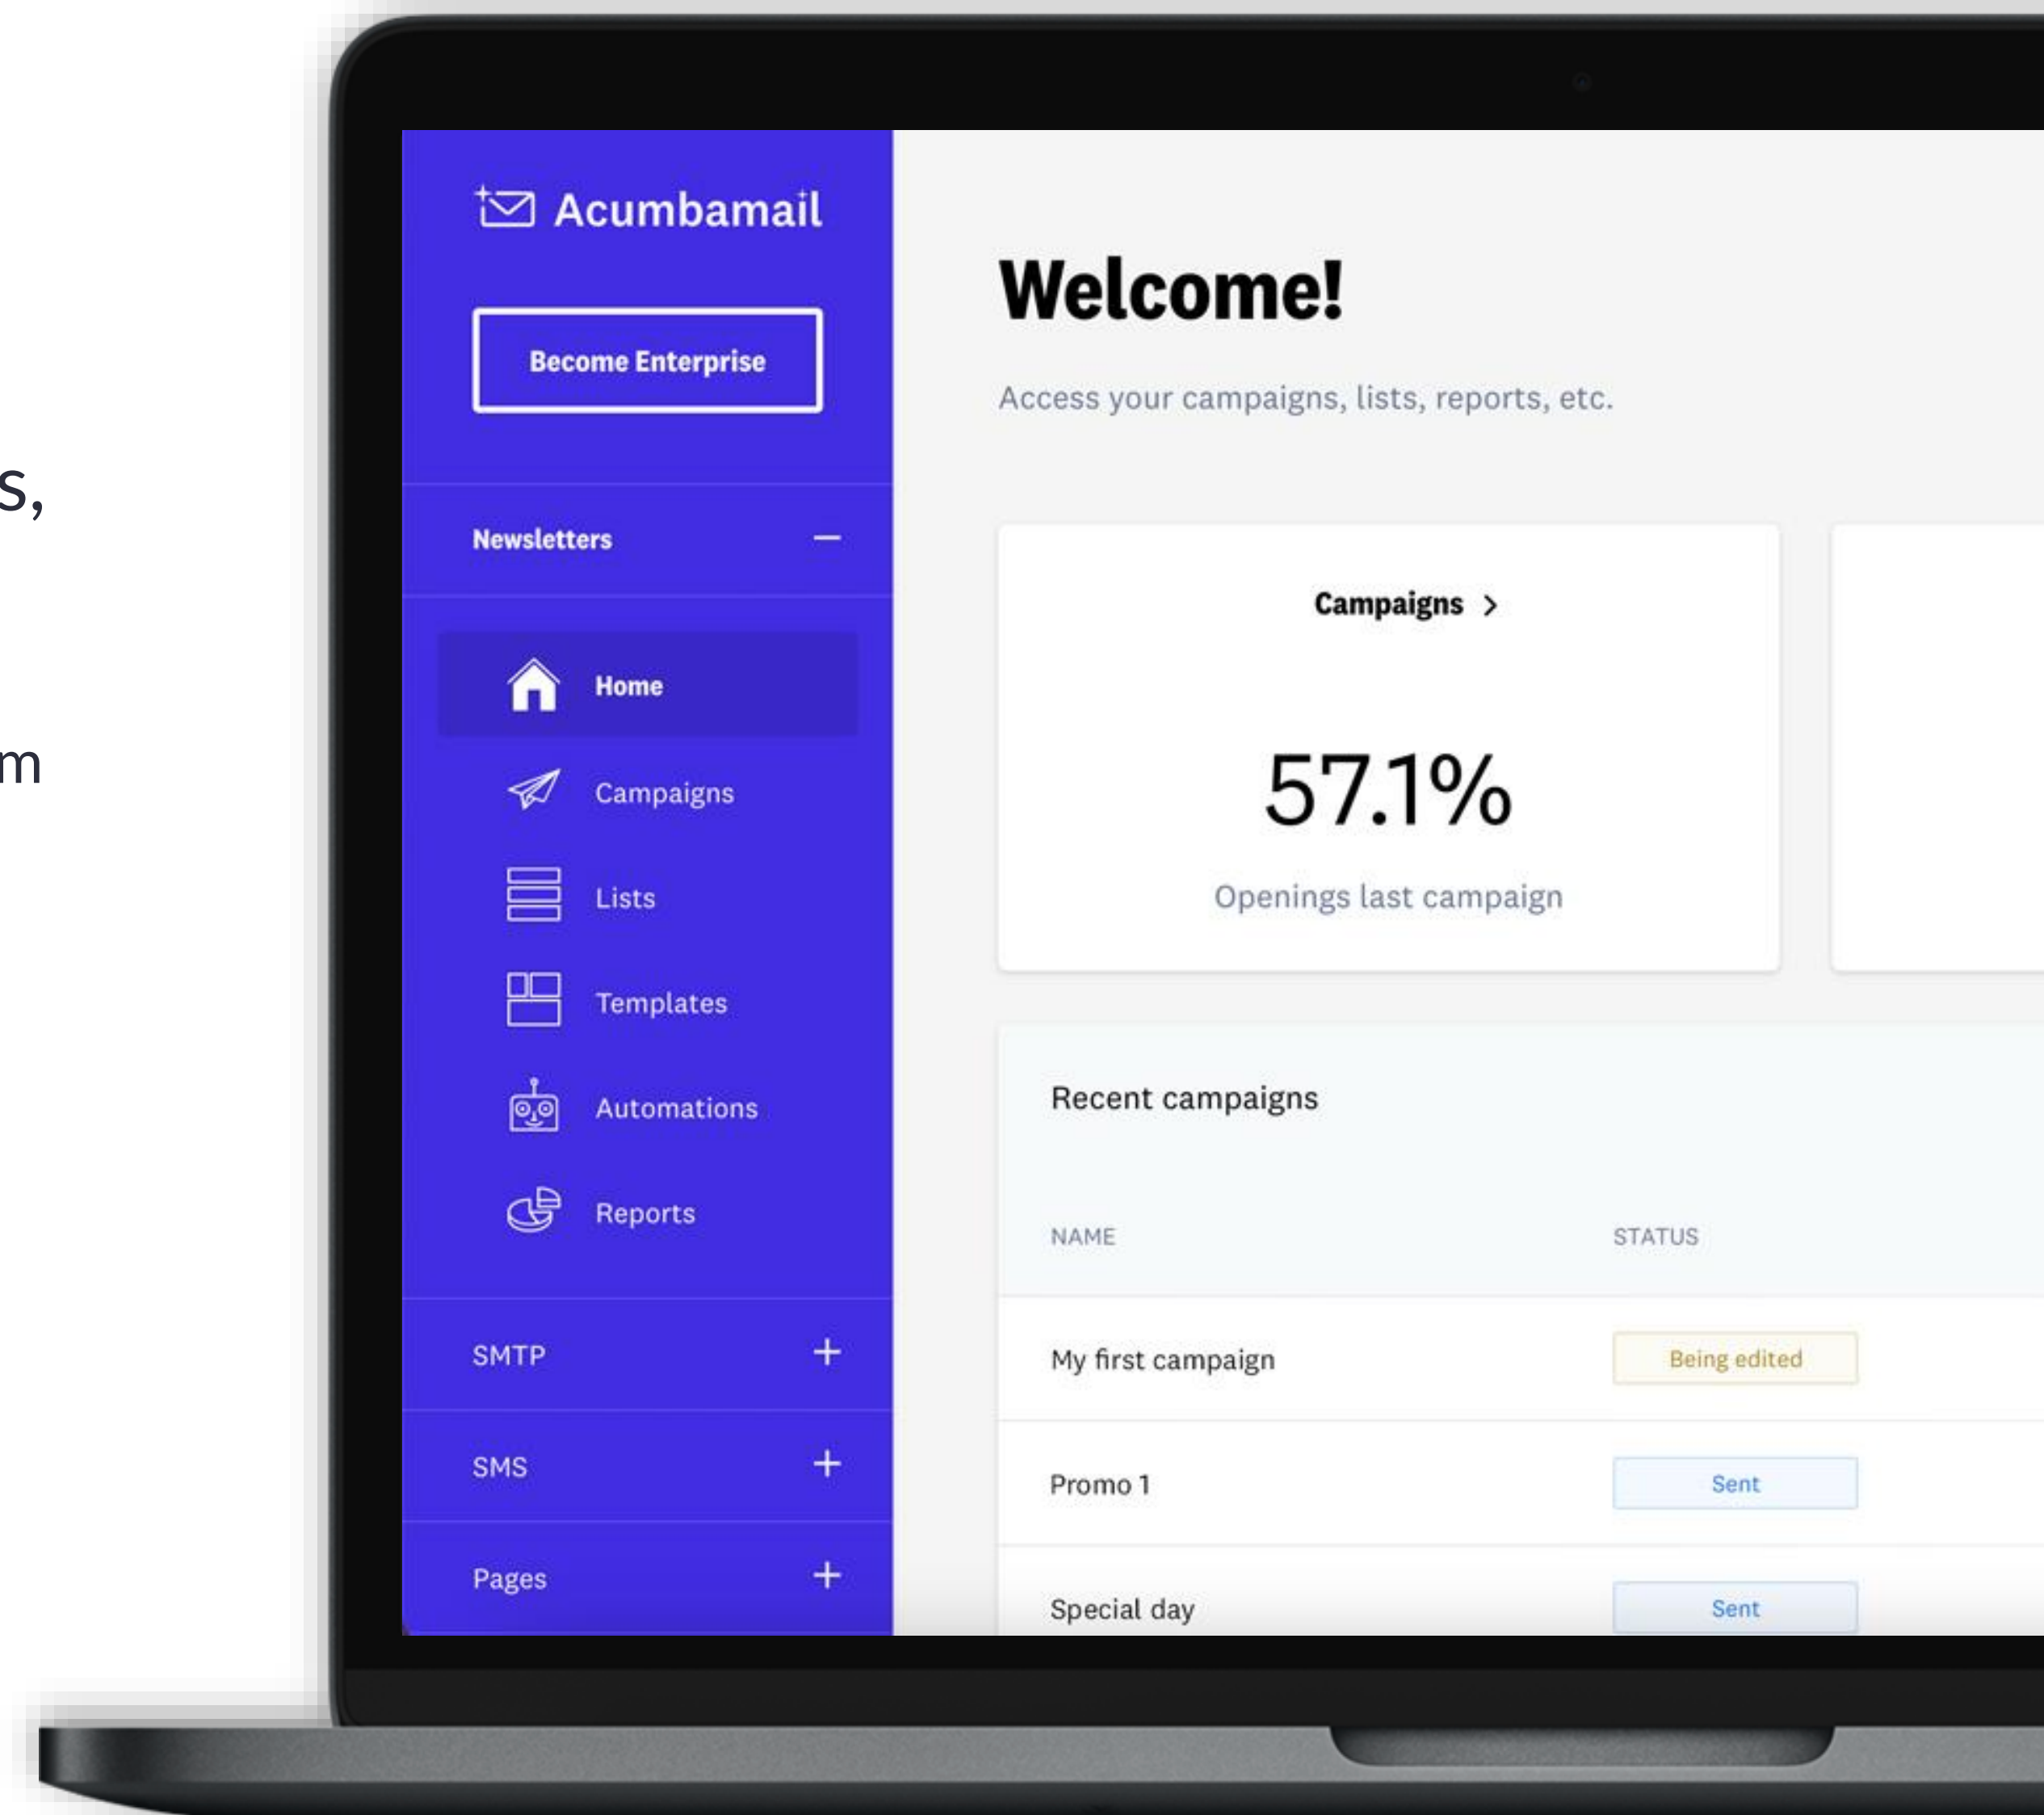 s,
m
Acumbamail
Become Enterprise
Newsletters
Home
Campaigns
Lists
Templates
Automations
Reports
SMTP
SMS
Pages
Welcome!
Access your campaigns, lists, reports, etc.
Campaigns
57.1%
Openings last campaign
Recent campaigns
NAME STATUS
My first campaign Being edited
Promo 1 Sent
Special day Sent